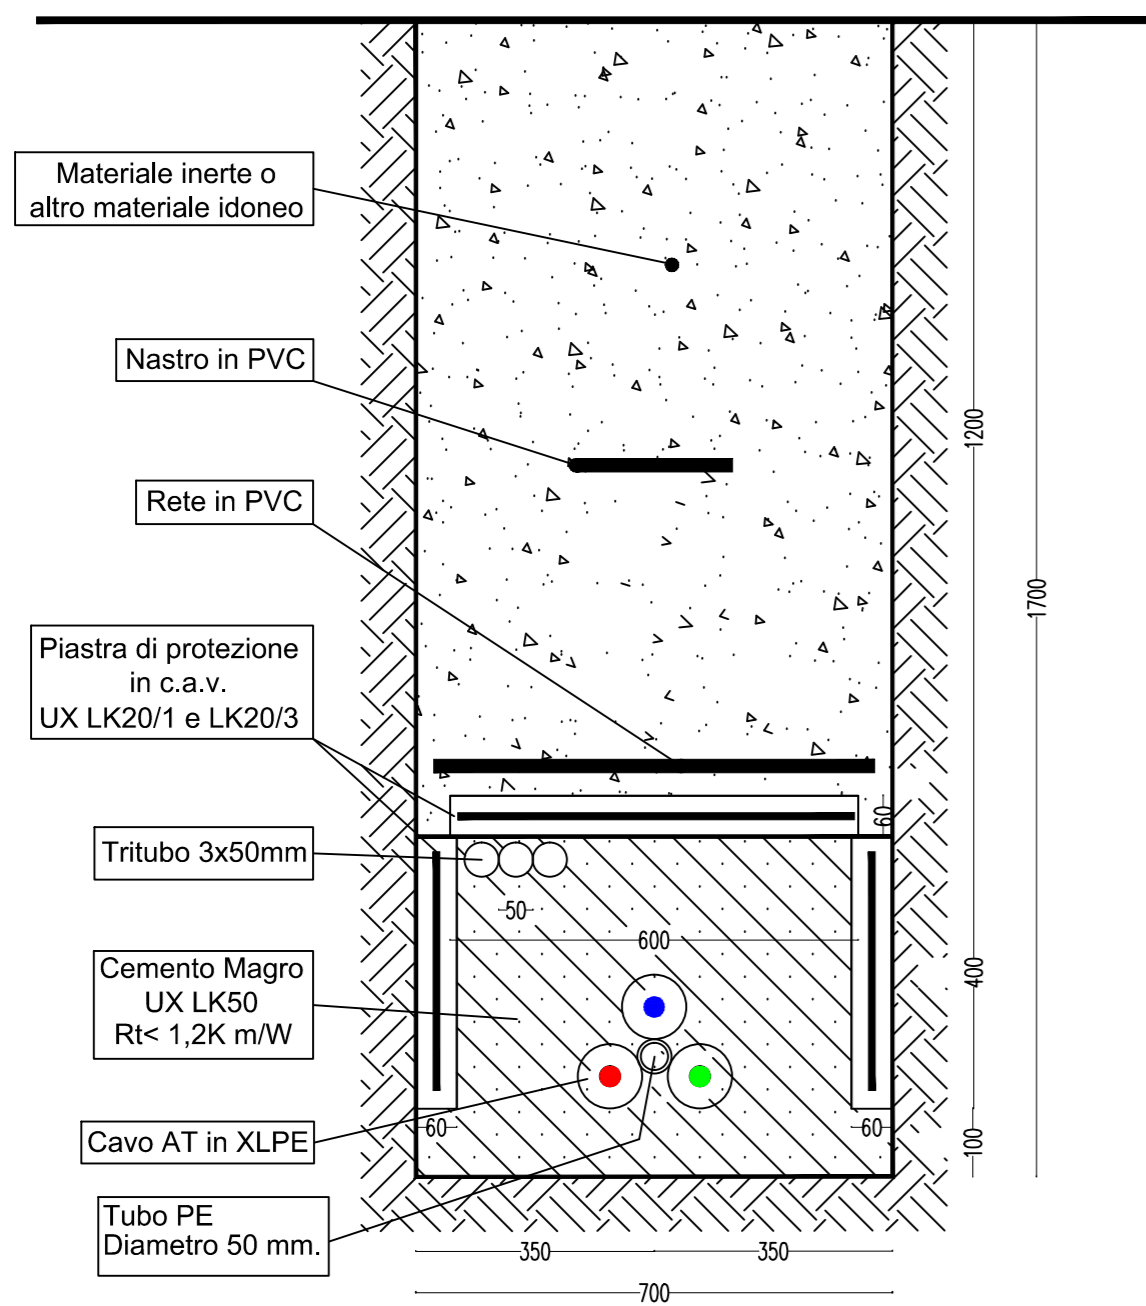 Materiale inerte o
altro materiale idoneo
Nastro in PVC
1200
Rete in PVC
1700
Piastra di protezione
in c.a.v.
UX LK20/1 e LK20/3
60
Tritubo 3x50mm
50
600
Cemento Magro
UX LK50
Rt< 1,2K m/W
400
Cavo AT in XLPE
60
60
100
Tubo PE
Diametro 50 mm.
350
350
700